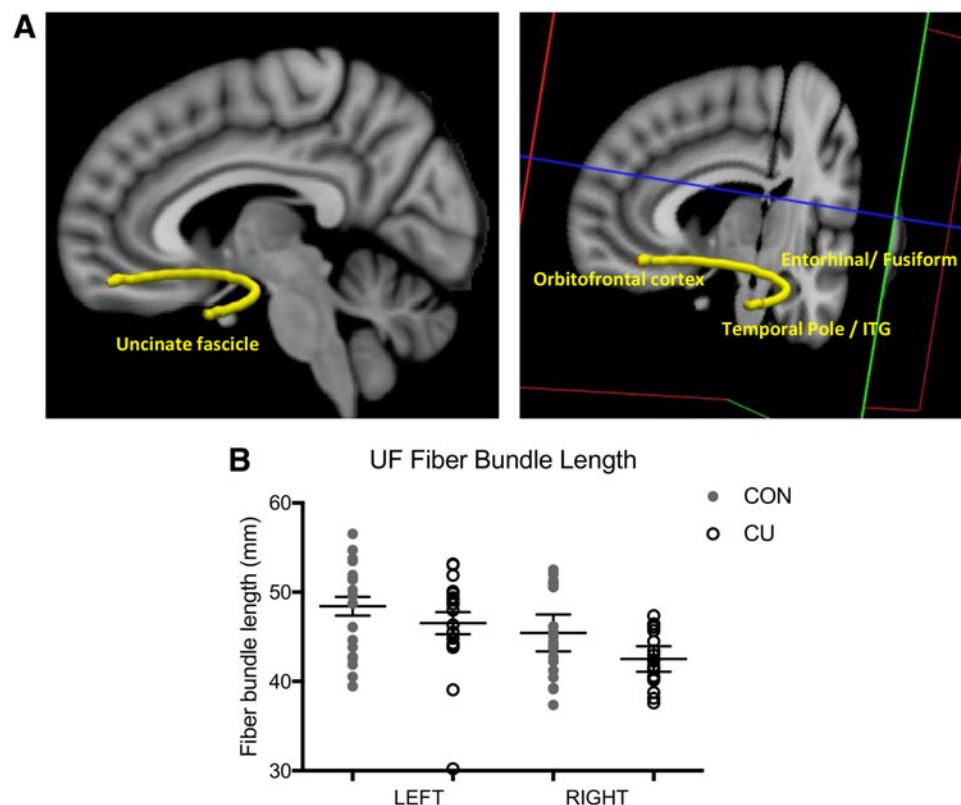 A
Uncinate fascicle
Entorhinal/ Fusiform
Orbitofrontal cortex
Temporal Pole / ITG
B
UF Fiber Bundle Length
CON
CU
Fiber bundle length (mm)
60
50
40
30
LEFT
RIGHT